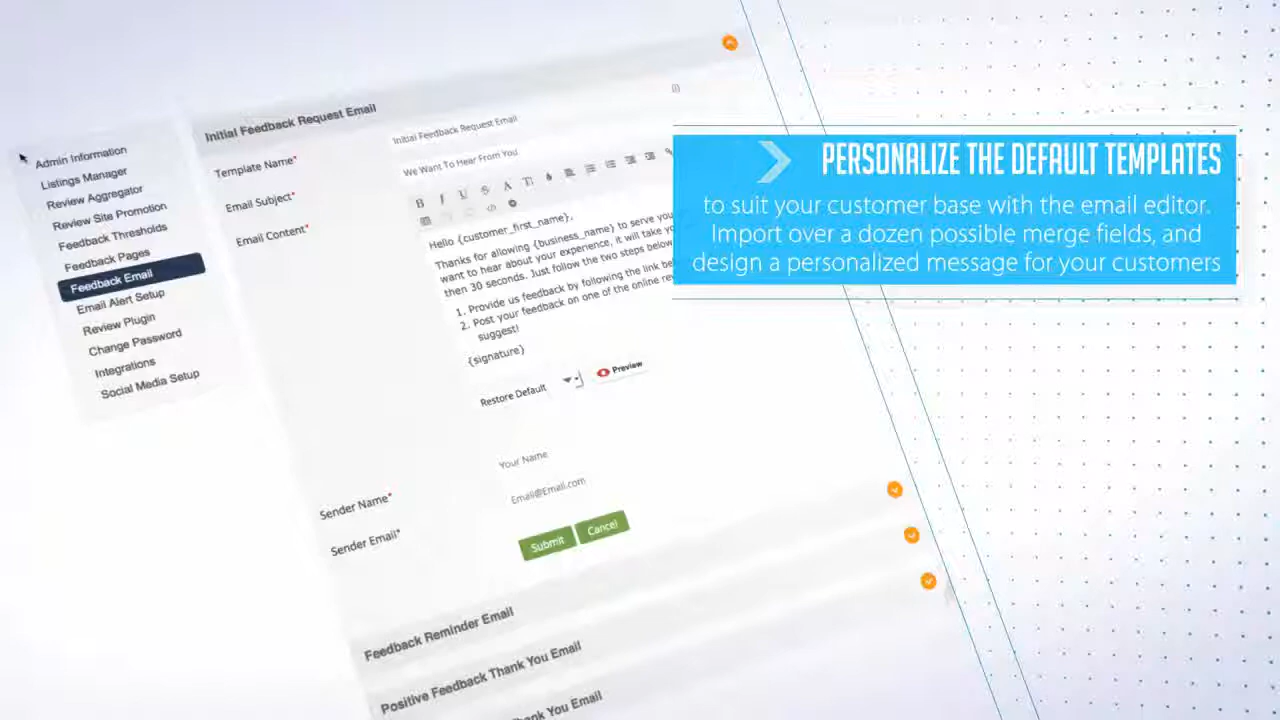 Admin Information
Listings Manager
Review Aggregator
Review Site Promotion
Feedback Thresholds
Feedback Pages
Feedback Email
Email Alert Setup
Review Plugin
Change Password
Integrations
Social Media Setup
Initial Feedback Request Email
Template Name*
Initial Feedback Request Email
Email Subject*
We Want To Hear From You
Email Content*
Hello {customer_first_name},
Thanks for allowing {business_name} to serve you
want to hear about your experience, it will take yo
then 30 seconds. Just follow the two steps below
1. Provide us feedback by following the link be
2. Post your feedback on one of the online re
suggest!
{signature}
Restore Default
Preview
Sender Name*
Your Name
Sender Email*
Email@Email.com
Submit Cancel
Feedback Reminder Email
Positive Feedback Thank You Email
k Thank You Email
PERSONALIZE THE DEFAULT TEMPLATES
to suit your customer base with the email editor.
Import over a dozen possible merge fields, and
design a personalized message for your customers